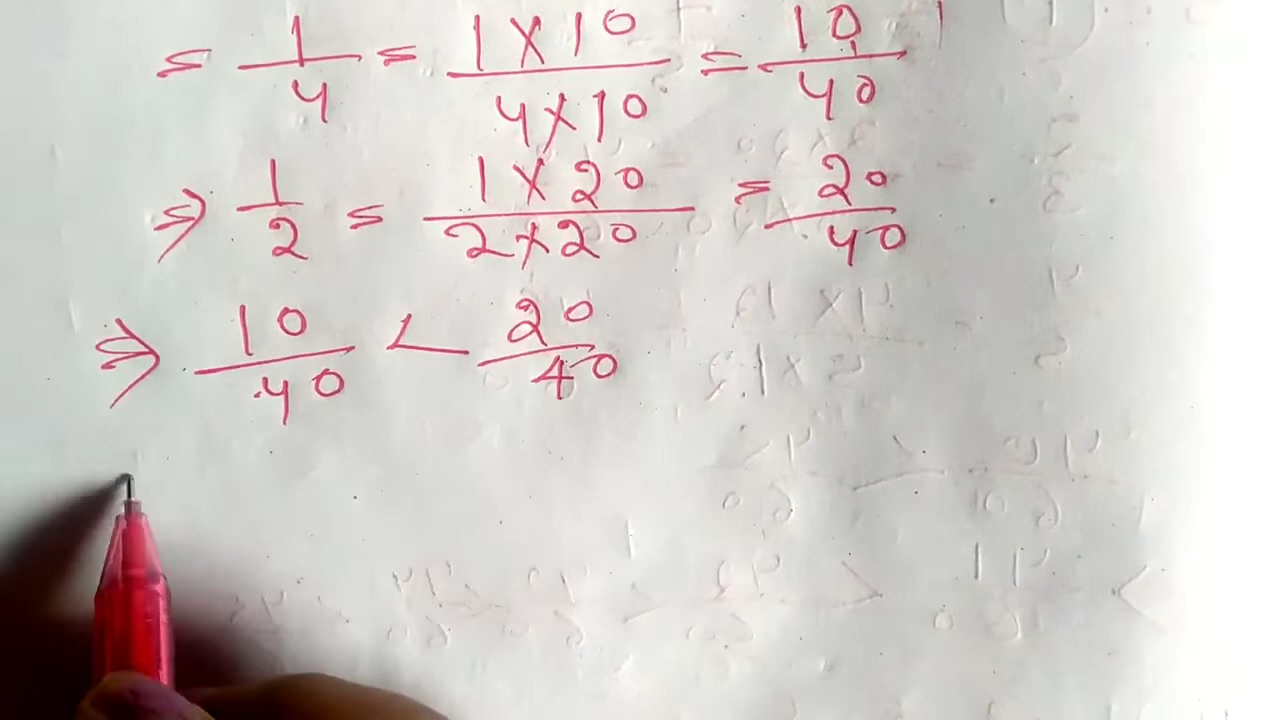 = 1/4 = 1×10/4×10 = 10/40
⇒ 1/2 = 1×20/2×20 = 20/40
⇒ 10/40 < 20/40